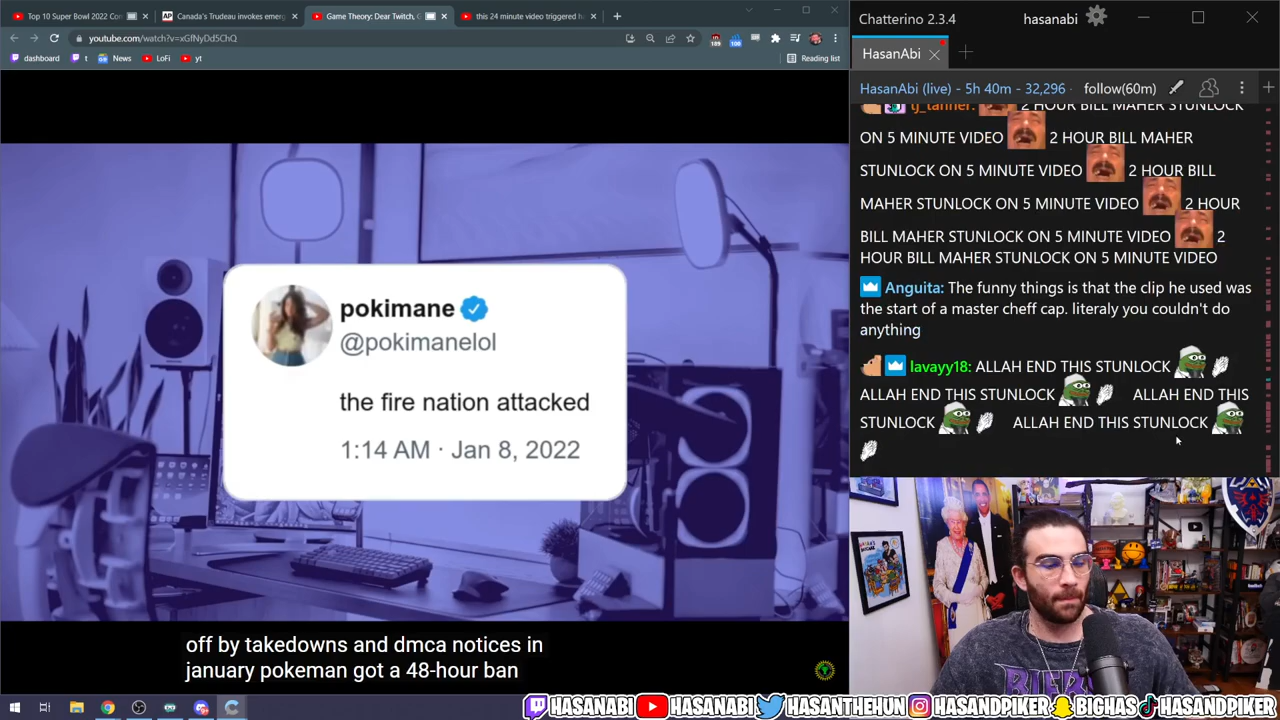 Top 10 Super Bowl 2022 Con
Canada's Trudeau invokes emerg
Game Theory: Dear Twitch, G
this 24 minute video triggered ha
youtube.com/watch?v=xGfNyDd5ChQ
dashboard
t
News
LoFi
yt
Reading list
pokimane
@pokimanelol
the fire nation attacked
1:14 AM · Jan 8, 2022
off by takedowns and dmca notices in
january pokeman got a 48-hour ban
Chatterino 2.3.4
hasanabi
HasanAbi
HasanAbi (live) - 5h 40m - 32,296
follow(60m)
tj_tanner: 2 HOUR BILL MAHER STUNLOCK
ON 5 MINUTE VIDEO 2 HOUR BILL MAHER
STUNLOCK ON 5 MINUTE VIDEO 2 HOUR BILL
MAHER STUNLOCK ON 5 MINUTE VIDEO 2 HOUR
BILL MAHER STUNLOCK ON 5 MINUTE VIDEO 2
HOUR BILL MAHER STUNLOCK ON 5 MINUTE VIDEO
Anguita: The funny things is that the clip he used was
the start of a master cheff cap. literaly you couldn't do
anything
lavayy18: ALLAH END THIS STUNLOCK
ALLAH END THIS STUNLOCK ALLAH END THIS
STUNLOCK ALLAH END THIS STUNLOCK
HASANABI HASANABI HASANTHEHUN HASANDPIKER BIGHAS HASANDPIKER